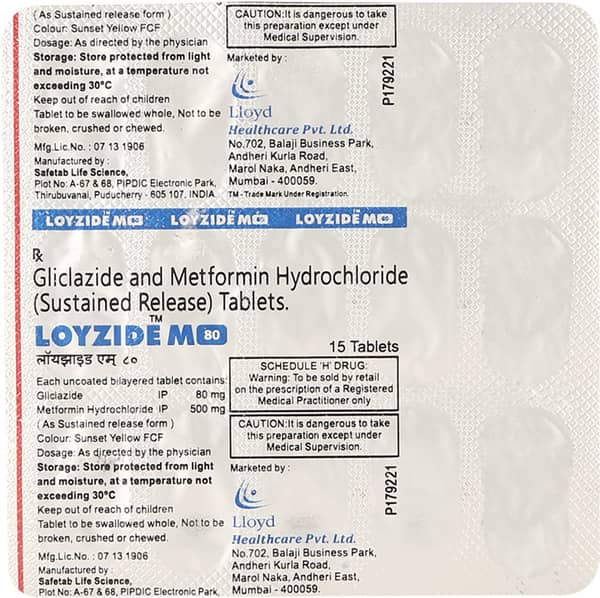 ( As Sustained release form )
Colour: Sunset Yellow FCF
Dosage: As directed by the physician
Storage: Store protected from light
and moisture, at a temperature not
exceeding 30°C
Keep out of reach of children
Tablet to be swallowed whole, Not to be
broken, crushed or chewed.
Mfg.Lic.No. : 07 13 1906
Manufactured by :
Safetab Life Science,
Plot No: A-67 & 68, PIPDIC Electronic Park,
Thirubuvanai, Puducherry - 605 107, INDIA
CAUTION:It is dangerous to take
this preparation except under
Medical Supervision.
Marketed by :
Lloyd
Healthcare Pvt. Ltd.
No.702, Balaji Business Park,
Andheri Kurla Road,
Marol Naka, Andheri East,
Mumbai - 400059.
TM - Trade Mark Under Registration.
P179221
LOYZIDE M 80 LOYZIDE M 80 LOYZIDE M 80
Rx
Gliclazide and Metformin Hydrochloride
(Sustained Release) Tablets.
LOYZIDE™ M 80
लॉयझाइड एम् ८०
15 Tablets
Each uncoated bilayered tablet contains:
Gliclazide IP 80 mg
Metformin Hydrochloride IP 500 mg
( As Sustained release form )
Colour: Sunset Yellow FCF
Dosage: As directed by the physician
Storage: Store protected from light
and moisture, at a temperature not
exceeding 30°C
Keep out of reach of children
Tablet to be swallowed whole, Not to be
broken, crushed or chewed.
Mfg.Lic.No. : 07 13 1906
Manufactured by :
Safetab Life Science,
Plot No: A-67 & 68, PIPDIC Electronic Park,
SCHEDULE 'H' DRUG:
Warning: To be sold by retail
on the prescription of a Registered
Medical Practitioner only
CAUTION:It is dangerous to take
this preparation except under
Medical Supervision.
Marketed by :
Lloyd
Healthcare Pvt. Ltd.
No.702, Balaji Business Park,
Andheri Kurla Road,
Marol Naka, Andheri East,
Mumbai - 400059.
P179221